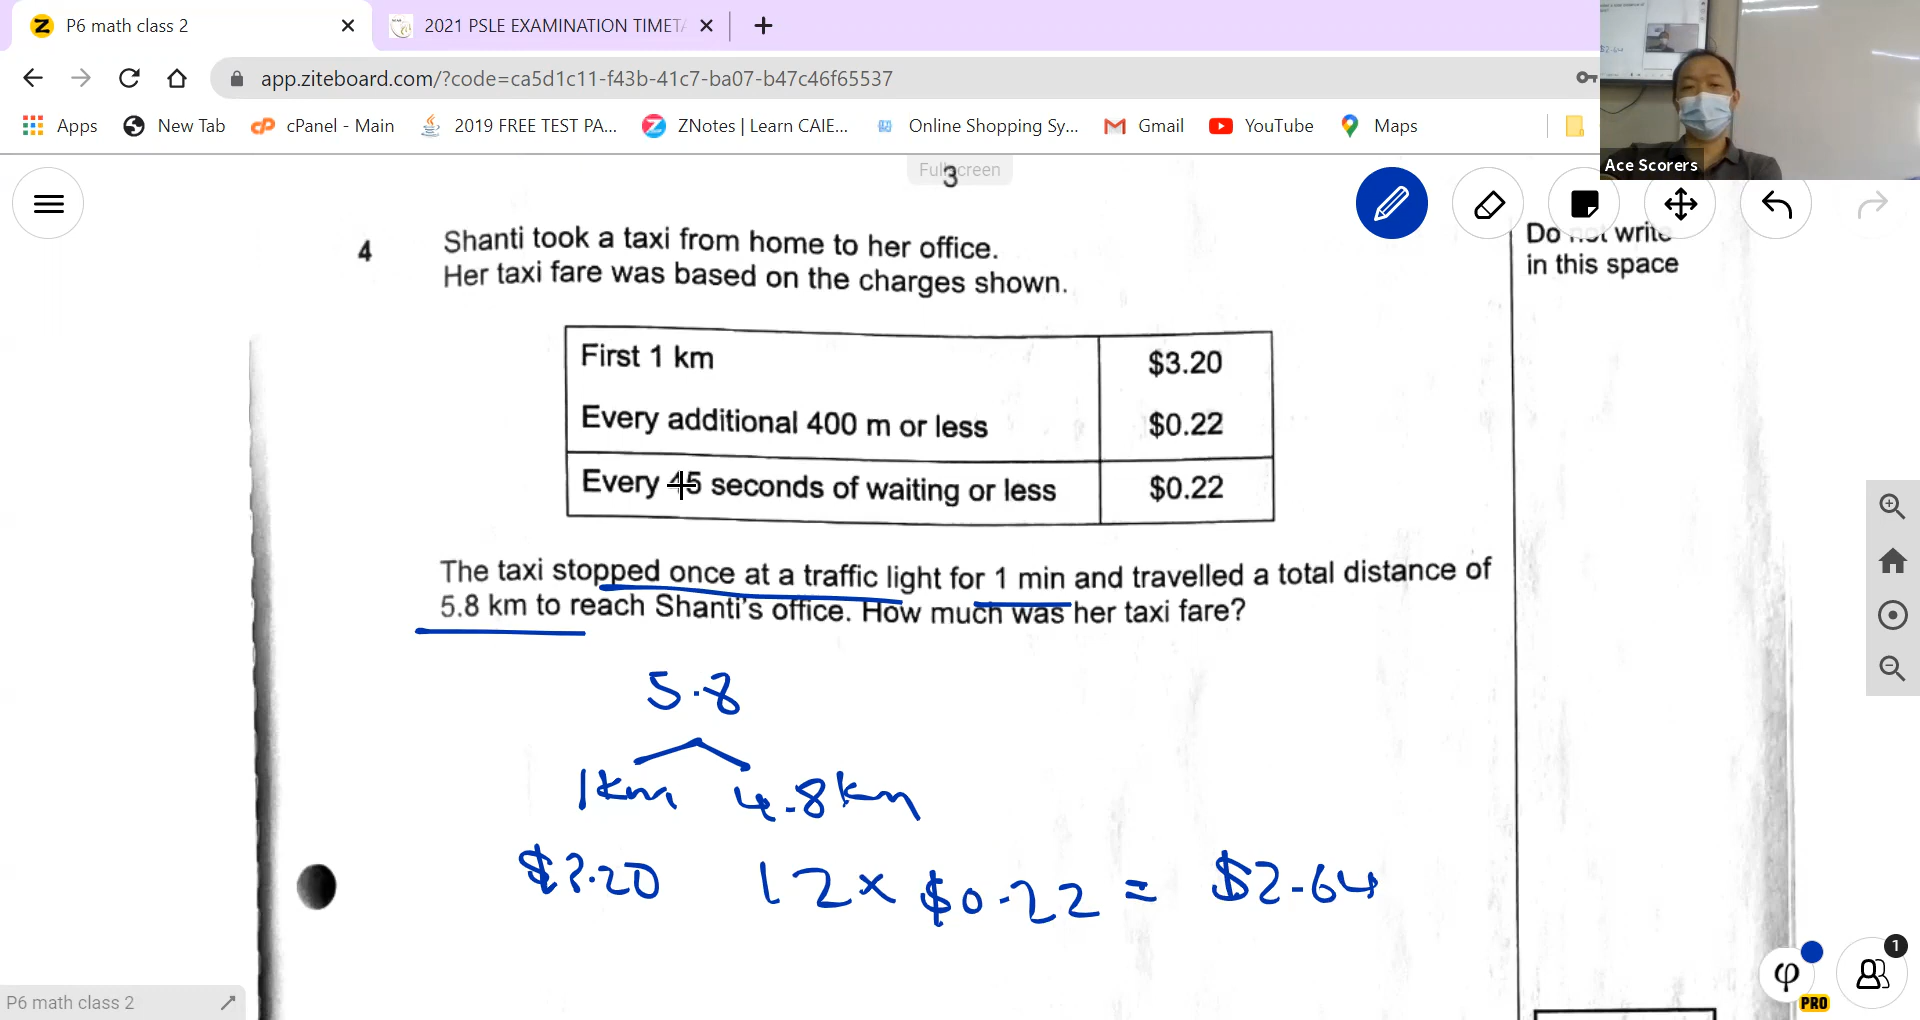 P6 math class 2
2021 PSLE EXAMINATION TIMETA
app.ziteboard.com/?code=ca5d1c11-f43b-41c7-ba07-b47c46f65537
Apps New Tab cPanel - Main 2019 FREE TEST PA... ZNotes | Learn CAIE... Online Shopping Sy... Gmail YouTube Maps
Ace Scorers
Fullscreen
3
Do not write
in this space
4 Shanti took a taxi from home to her office.
Her taxi fare was based on the charges shown.
First 1 km $3.20
Every additional 400 m or less $0.22
Every 45 seconds of waiting or less $0.22
The taxi stopped once at a traffic light for 1 min and travelled a total distance of
5.8 km to reach Shanti's office. How much was her taxi fare?
5.8
1km 4.8km
$3.20 12 x $0.22 = $2.64
1
PRO
P6 math class 2